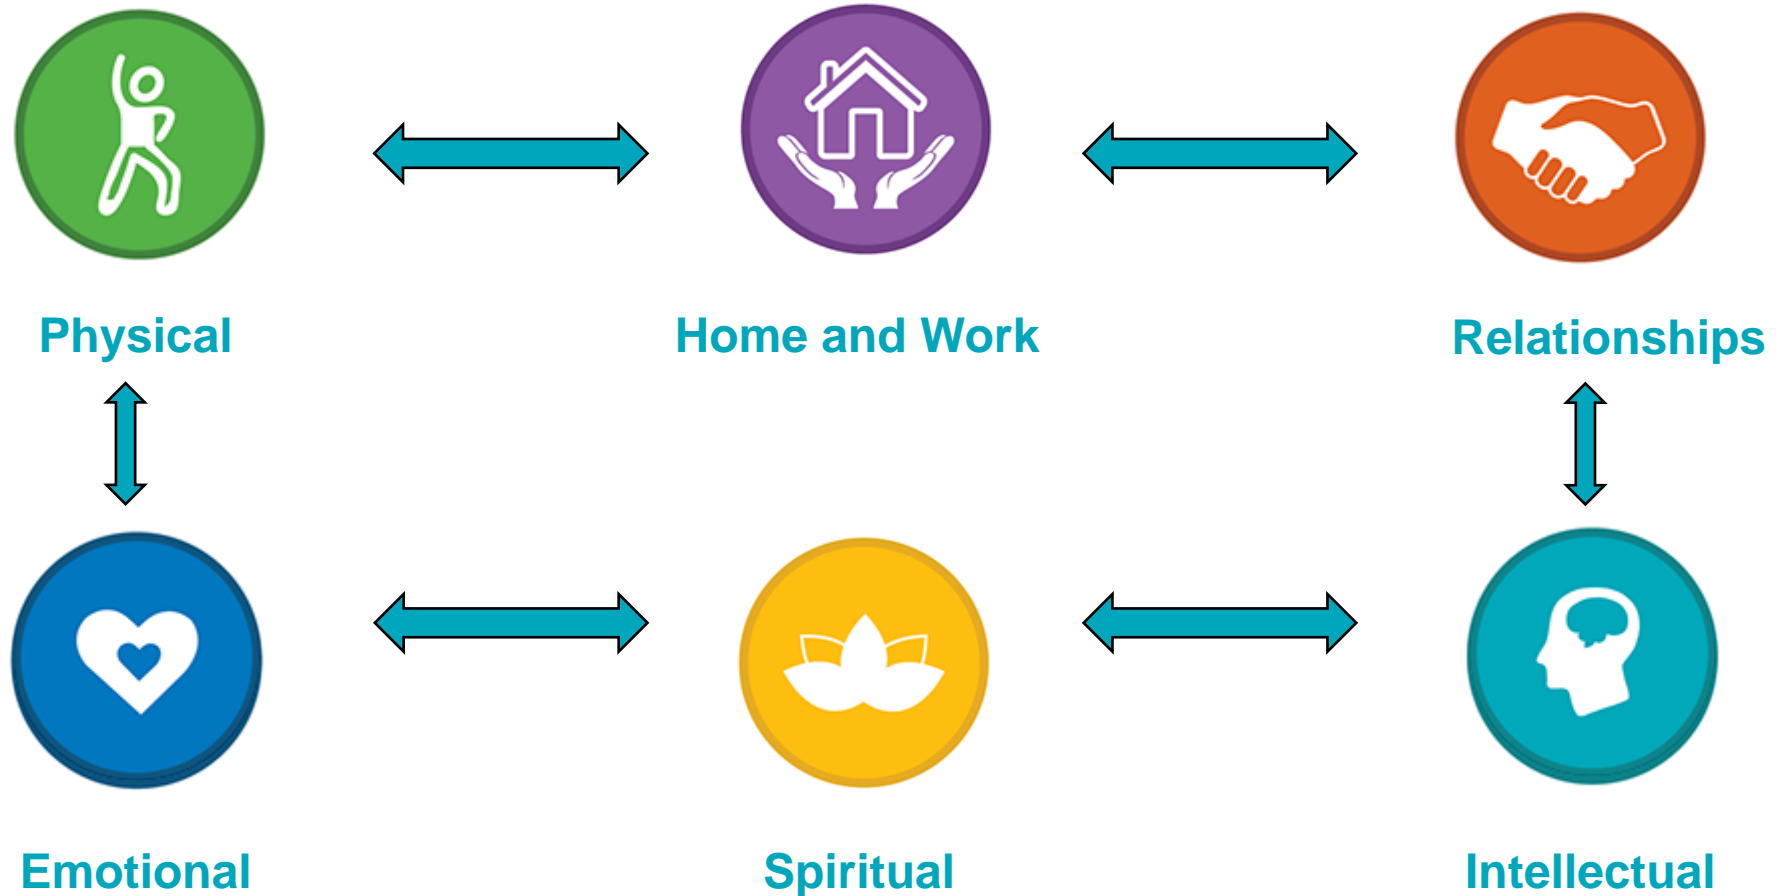 Physical
Home and Work
Relationships
Emotional
Spiritual
Intellectual